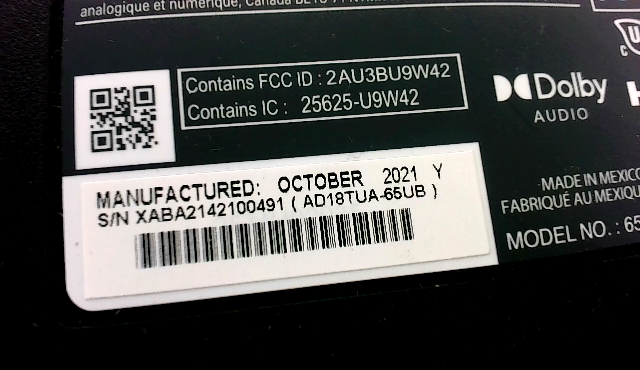 analogique et numérique, Canada
Contains FCC ID : 2AU3BU9W42
Contains IC : 25625-U9W42
Dolby
AUDIO
MANUFACTURED: OCTOBER 2021 Y
S/N XABA2142100491 ( AD18TUA-65UB )
MADE IN MEXICO
FABRIQUÉ AU MEXIQUE
MODEL NO. : 65